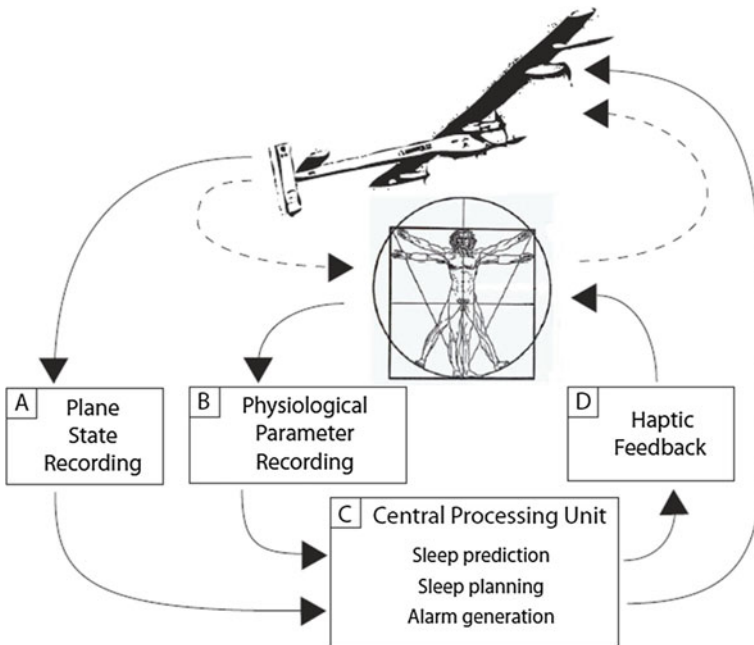 A
Plane
State
Recording
B
Physiological
Parameter
Recording
D
Haptic
Feedback
C
Central Processing Unit
Sleep prediction
Sleep planning
Alarm generation